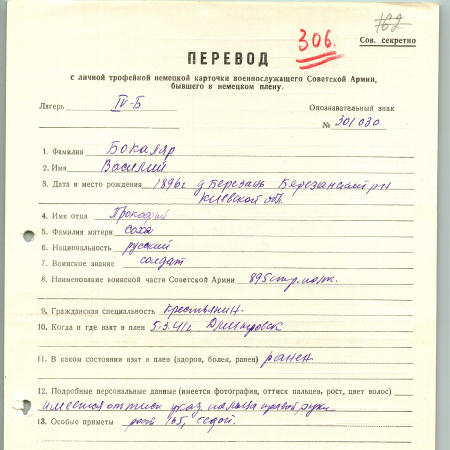 162
306.
Сов. секретно
ПЕРЕВОД
с личной трофейной немецкой карточки военнослужащего Советской Армии,
бывшего в немецком плену.
Лагерь IV-Б
Опознавательный знак
№ 301030
1. Фамилия Бокаляр
2. Имя Василий
3. Дата и место рождения 1896г д Березань Березанский р-н
Киевской обл.
4. Имя отца
5. Фамилия матери Соха
6. Национальность русский
7. Воинское звание солдат
8. Наименование воинской части Советской Армии 895 стр. полк.
9. Гражданская специальность крестьянин.
10. Когда и где взят в плен 5.3.41г
11. В каком состоянии взят в плен (здоров, болен, ранен) ранен
12. Подробные персональные данные (имеется фотография, оттиск пальцев, рост, цвет волос)
имеется оттиск указ. пальца правой руки
13. Особые приметы рост 165, седой.